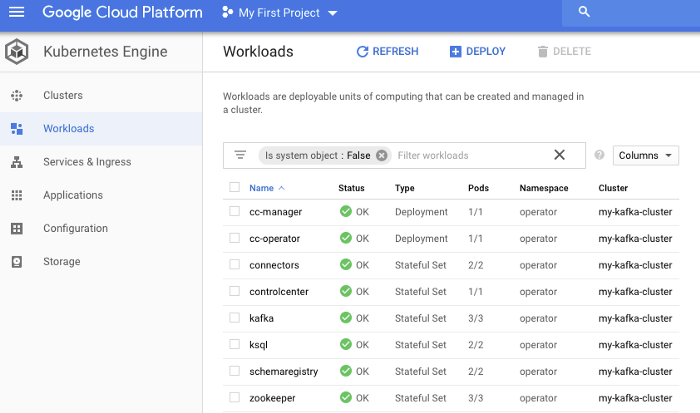 Google Cloud Platform My First Project
Kubernetes Engine Workloads REFRESH DEPLOY DELETE
Clusters
Workloads
Services & Ingress
Applications
Configuration
Storage
Workloads are deployable units of computing that can be created and managed in
a cluster.
Is system object : False Filter workloads Columns
Name Status Type Pods Namespace Cluster
cc-manager OK Deployment 1/1 operator my-kafka-cluster
cc-operator OK Deployment 1/1 operator my-kafka-cluster
connectors OK Stateful Set 2/2 operator my-kafka-cluster
controlcenter OK Stateful Set 1/1 operator my-kafka-cluster
kafka OK Stateful Set 3/3 operator my-kafka-cluster
ksql OK Stateful Set 2/2 operator my-kafka-cluster
schemaregistry OK Stateful Set 2/2 operator my-kafka-cluster
zookeeper OK Stateful Set 3/3 operator my-kafka-cluster